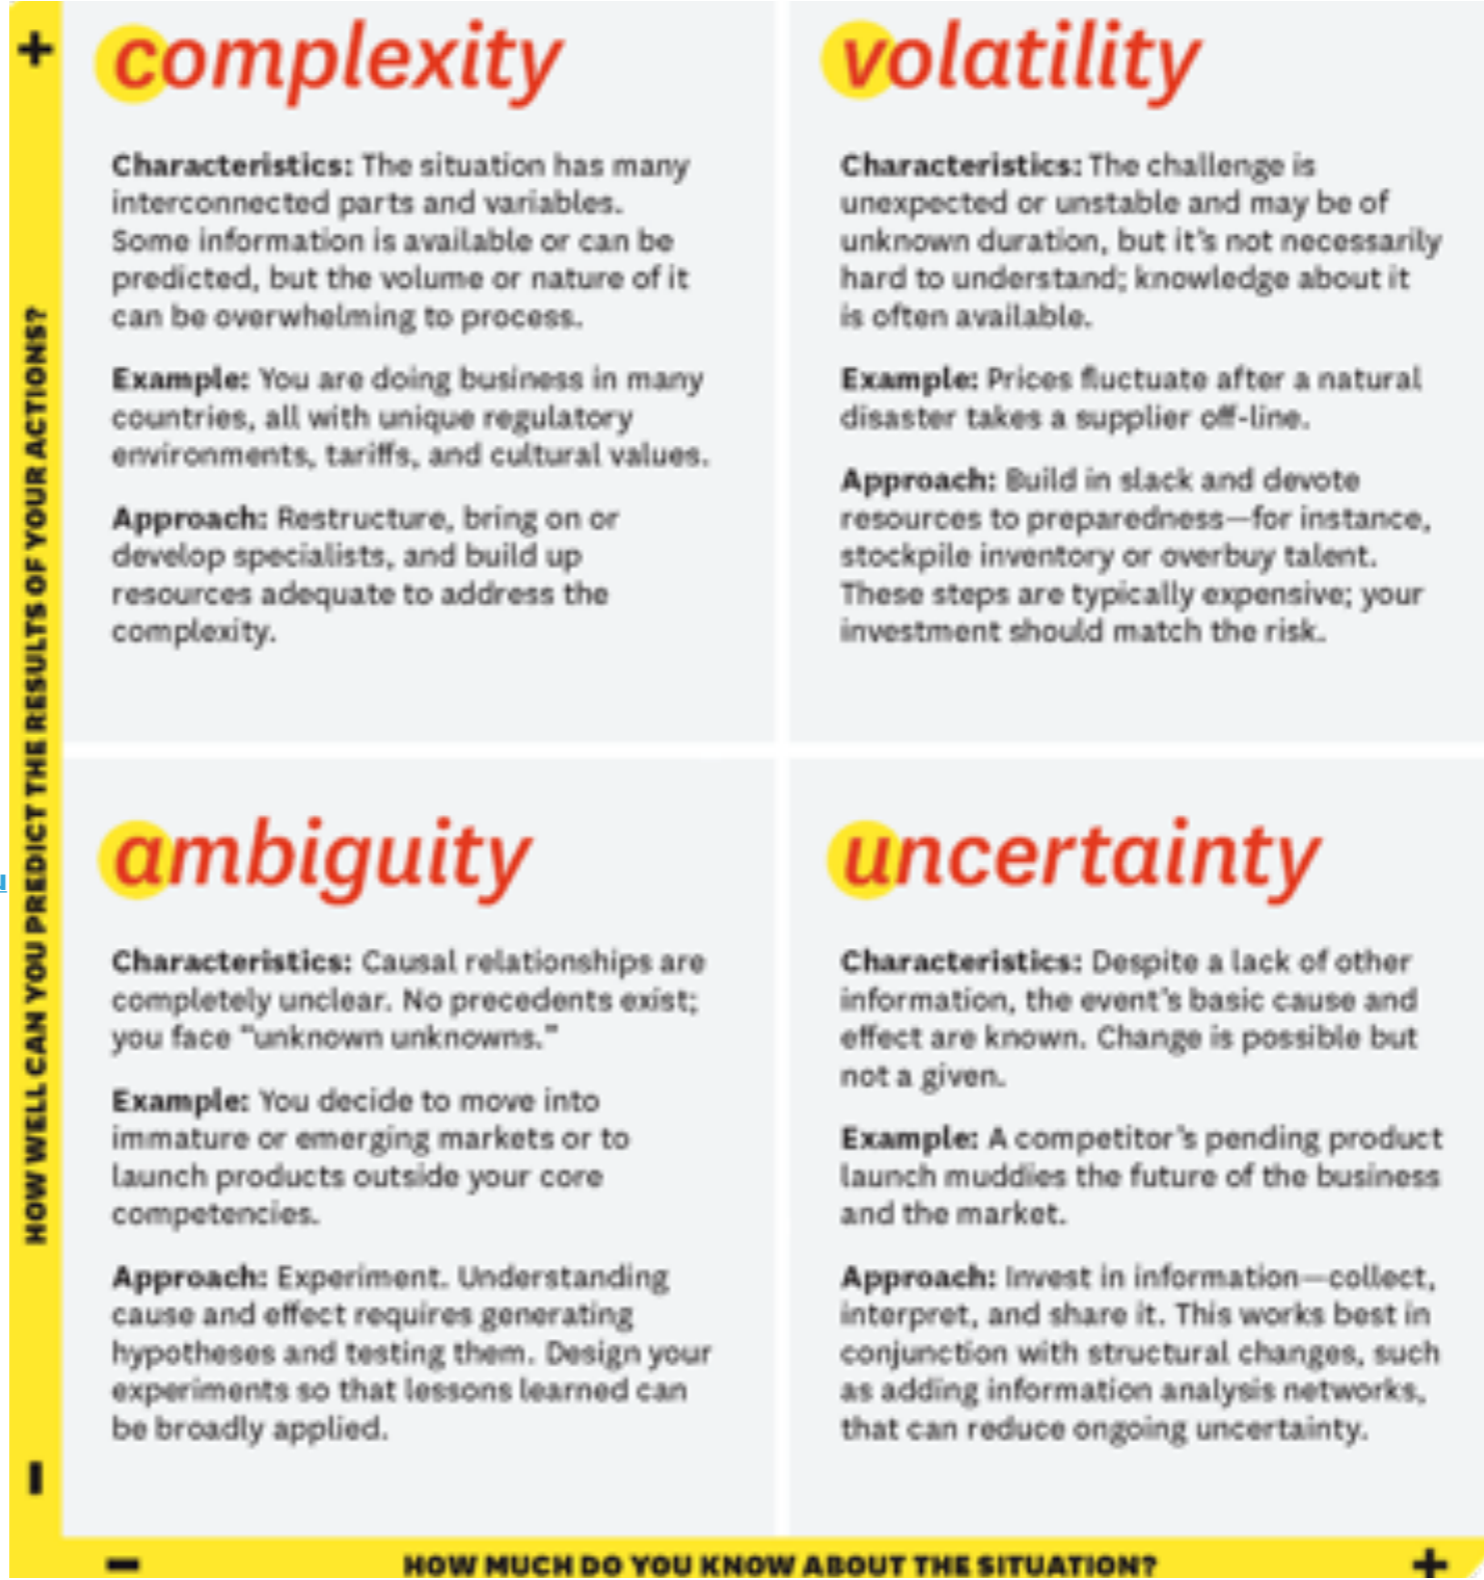 +
HOW WELL CAN YOU PREDICT THE RESULTS OF YOUR ACTIONS?
−
complexity
Characteristics: The situation has many
interconnected parts and variables.
Some information is available or can be
predicted, but the volume or nature of it
can be overwhelming to process.
Example: You are doing business in many
countries, all with unique regulatory
environments, tariffs, and cultural values.
Approach: Restructure, bring on or
develop specialists, and build up
resources adequate to address the
complexity.
volatility
Characteristics: The challenge is
unexpected or unstable and may be of
unknown duration, but it’s not necessarily
hard to understand; knowledge about it
is often available.
Example: Prices fluctuate after a natural
disaster takes a supplier off-line.
Approach: Build in slack and devote
resources to preparedness—for instance,
stockpile inventory or overbuy talent.
These steps are typically expensive; your
investment should match the risk.
ambiguity
Characteristics: Causal relationships are
completely unclear. No precedents exist;
you face “unknown unknowns.”
Example: You decide to move into
immature or emerging markets or to
launch products outside your core
competencies.
Approach: Experiment. Understanding
cause and effect requires generating
hypotheses and testing them. Design your
experiments so that lessons learned can
be broadly applied.
uncertainty
Characteristics: Despite a lack of other
information, the event’s basic cause and
effect are known. Change is possible but
not a given.
Example: A competitor’s pending product
launch muddies the future of the business
and the market.
Approach: Invest in information—collect,
interpret, and share it. This works best in
conjunction with structural changes, such
as adding information analysis networks,
that can reduce ongoing uncertainty.
− HOW MUCH DO YOU KNOW ABOUT THE SITUATION? +